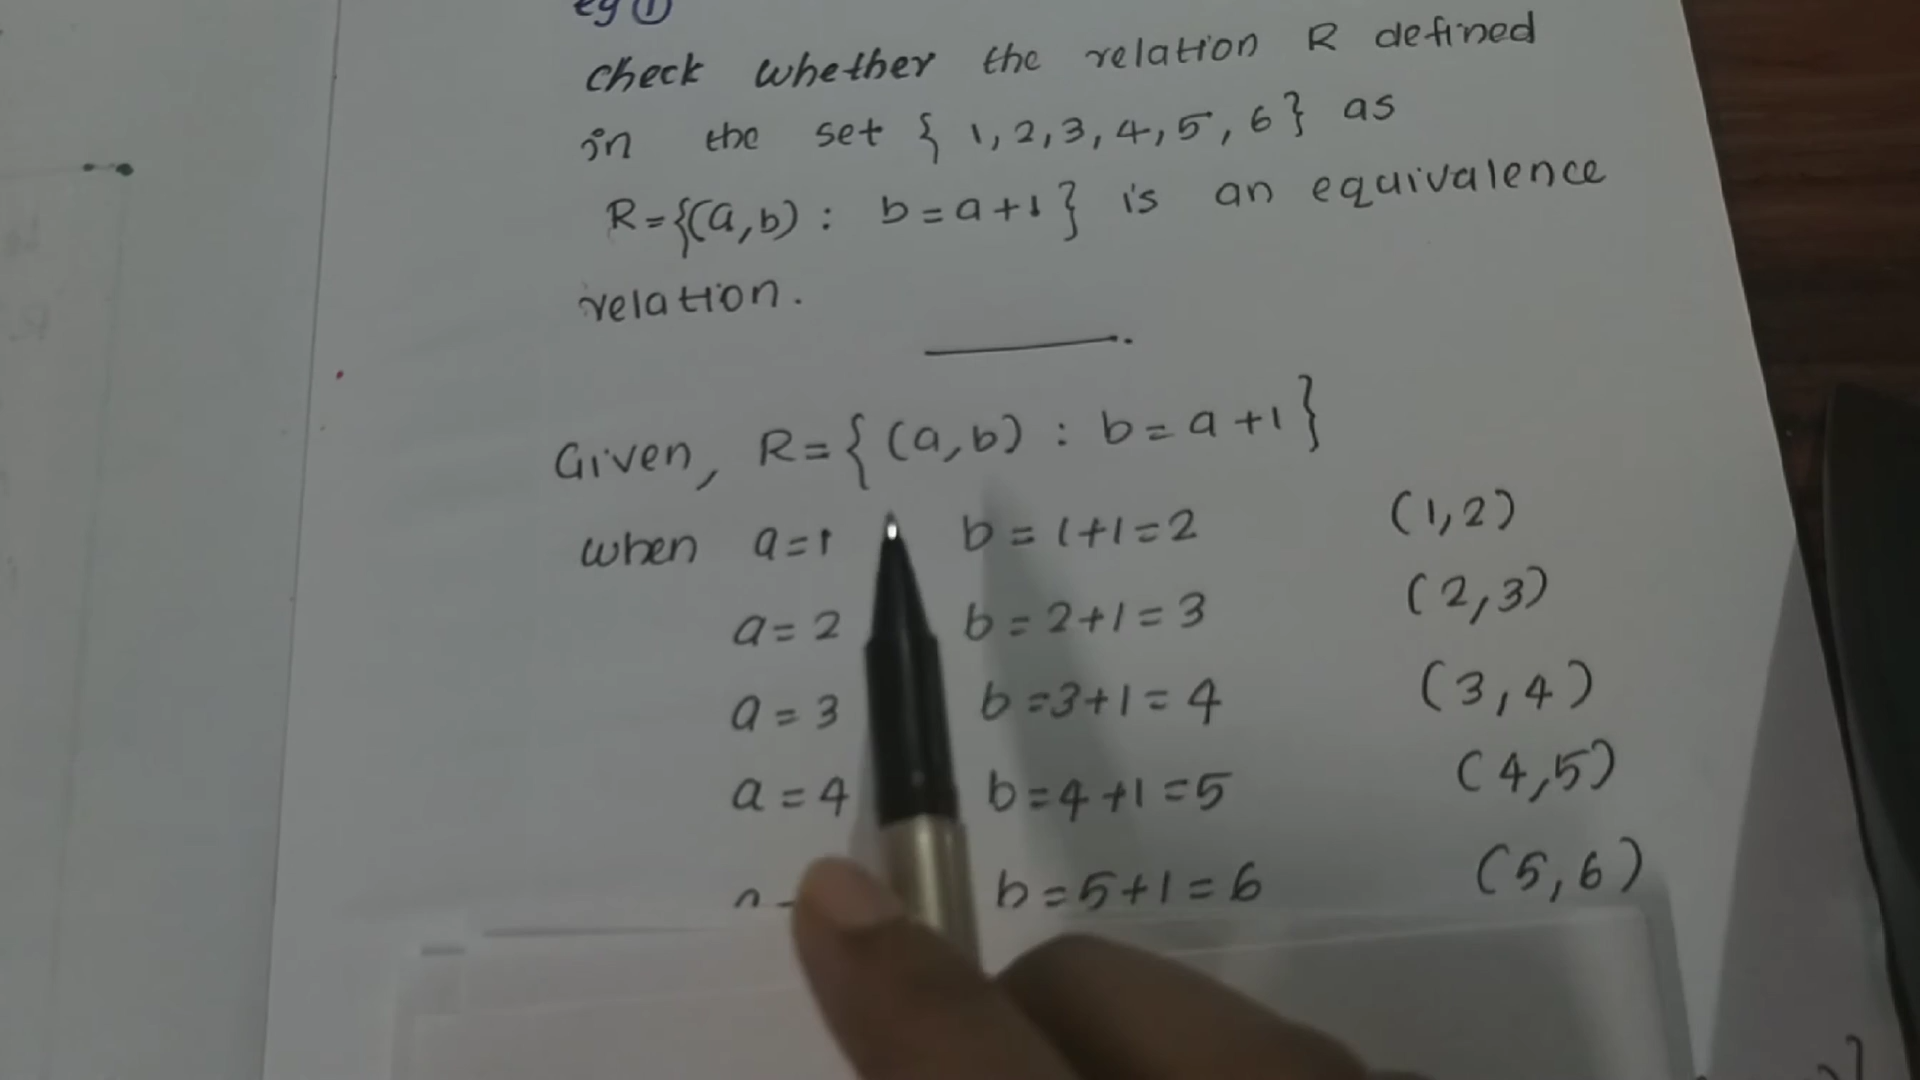 eg ①
check whether the relation R defined
in the set { 1, 2, 3, 4, 5, 6 } as
R={(a,b) : b=a+1} is an equivalence
relation.
Given, R={(a,b) : b=a+1}
when a=1 b=1+1=2 (1,2)
a=2 b=2+1=3 (2,3)
a=3 b=3+1=4 (3,4)
a=4 b=4+1=5 (4,5)
b=5+1=6 (5,6)